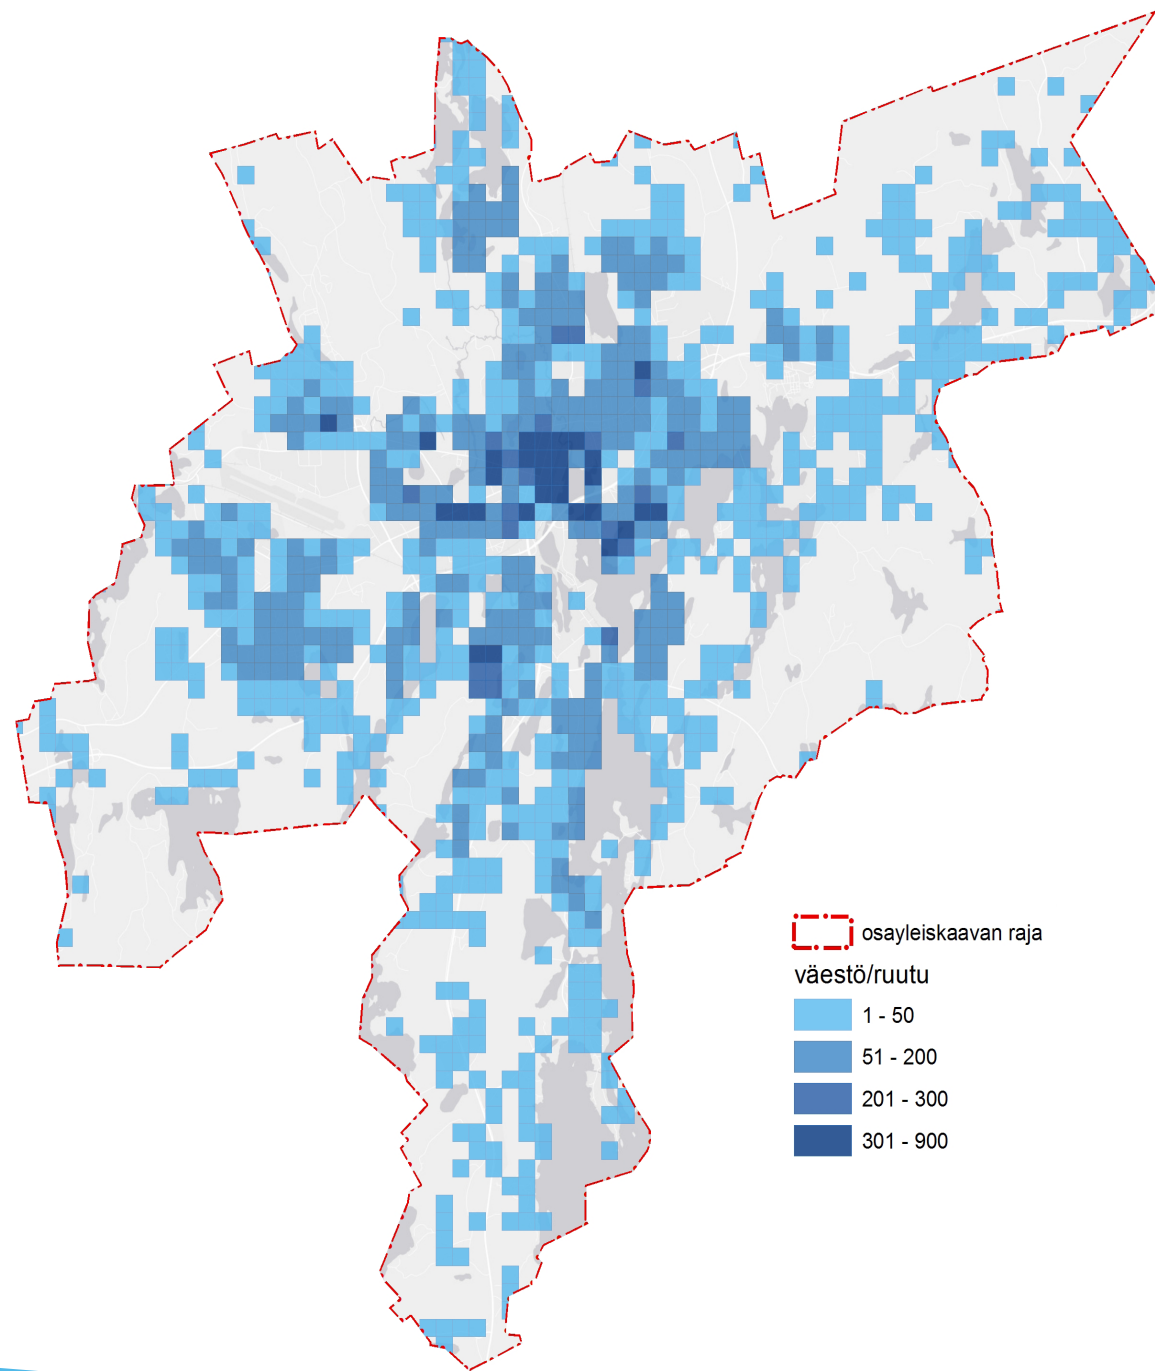 osayleiskaavan raja
väestö/ruutu
1 - 50
51 - 200
201 - 300
301 - 900